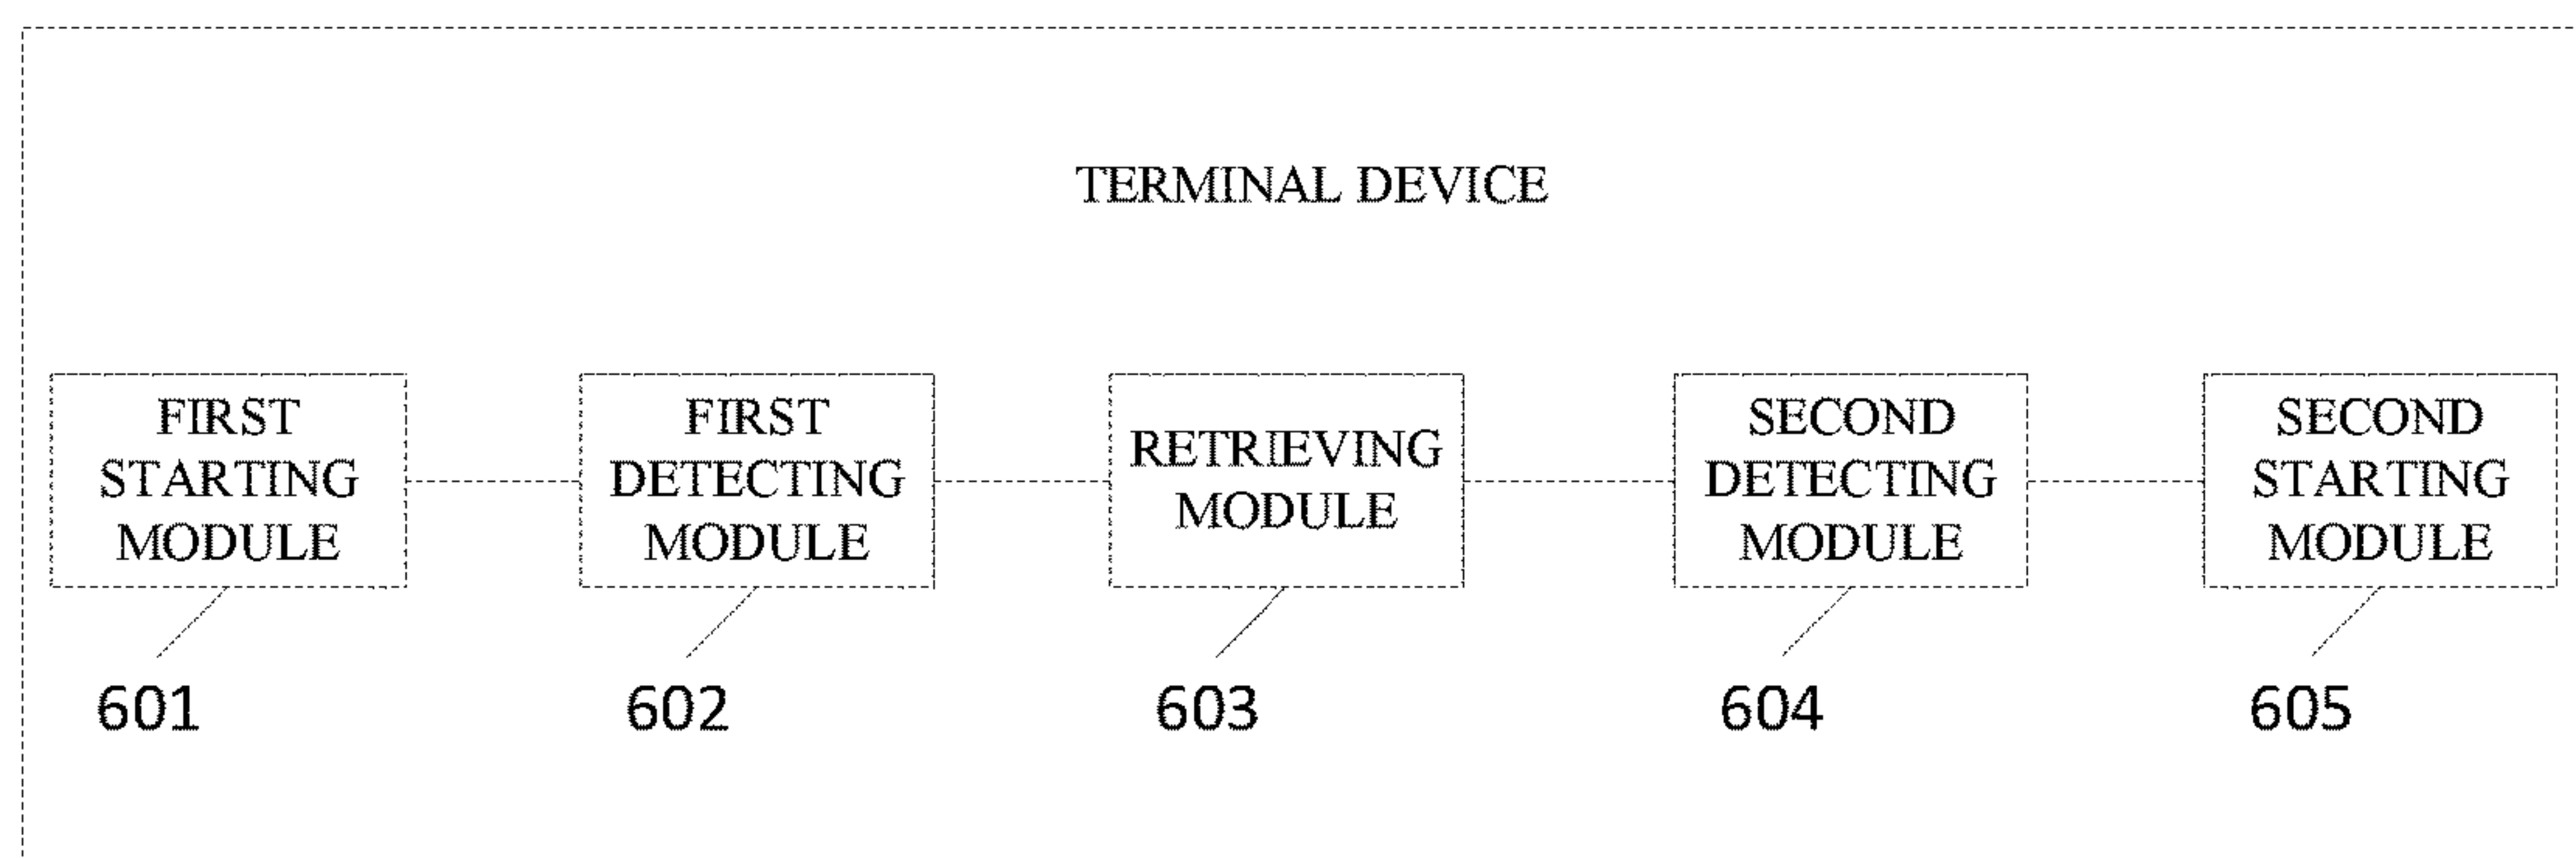 TERMINAL DEVICE
FIRST
STARTING
MODULE
FIRST
DETECTING
MODULE
RETRIEVING
MODULE
SECOND
DETECTING
MODULE
SECOND
STARTING
MODULE
601
602
603
604
605